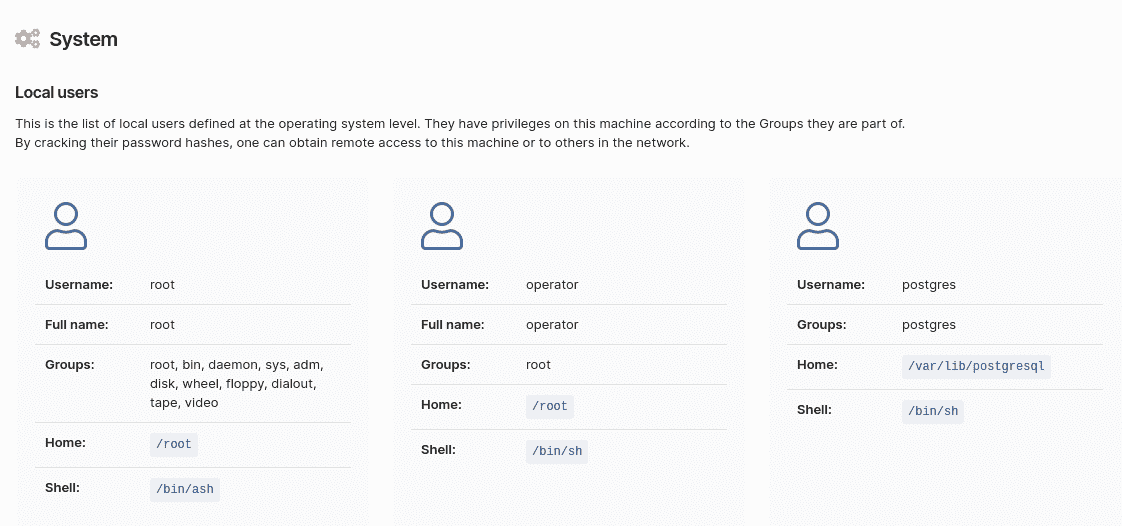 System
Local users
This is the list of local users defined at the operating system level. They have privileges on this machine according to the Groups they are part of.
By cracking their password hashes, one can obtain remote access to this machine or to others in the network.
Username: root
Full name: root
Groups: root, bin, daemon, sys, adm,
disk, wheel, floppy, dialout,
tape, video
Home: /root
Shell: /bin/ash
Username: operator
Full name: operator
Groups: root
Home: /root
Shell: /bin/sh
Username: postgres
Groups: postgres
Home: /var/lib/postgresql
Shell: /bin/sh